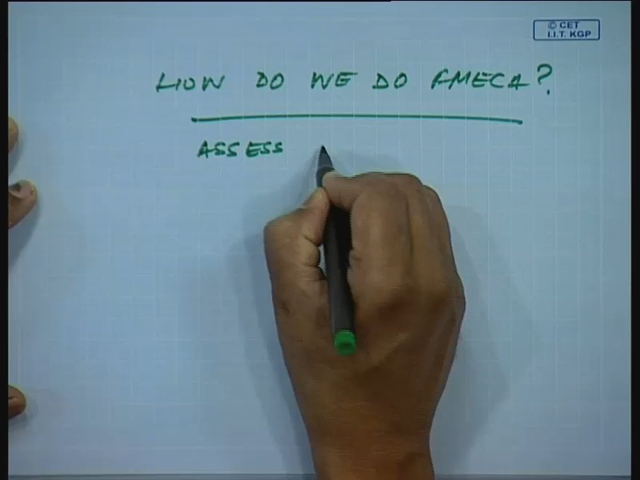 © CET
I.I.T. KGP
HOW DO WE DO FMECA?
ASSESS